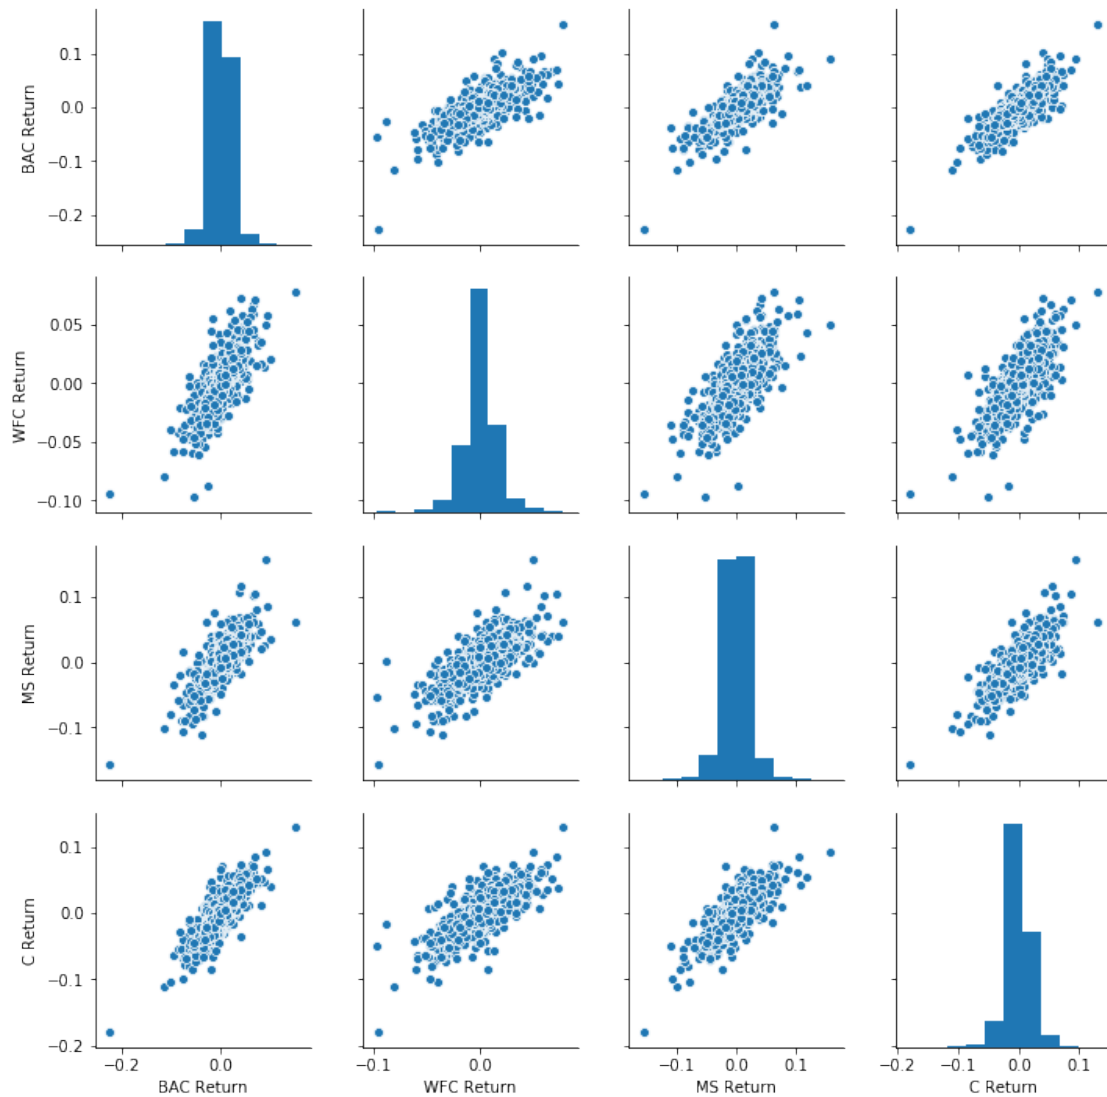 0.1
0.0
−0.1
−0.2
BAC Return
0.05
0.00
−0.05
−0.10
WFC Return
0.1
0.0
−0.1
MS Return
0.1
0.0
−0.1
−0.2
C Return
−0.2 0.0
BAC Return
−0.1 0.0
WFC Return
−0.1 0.0 0.1
MS Return
−0.2 −0.1 0.0 0.1
C Return